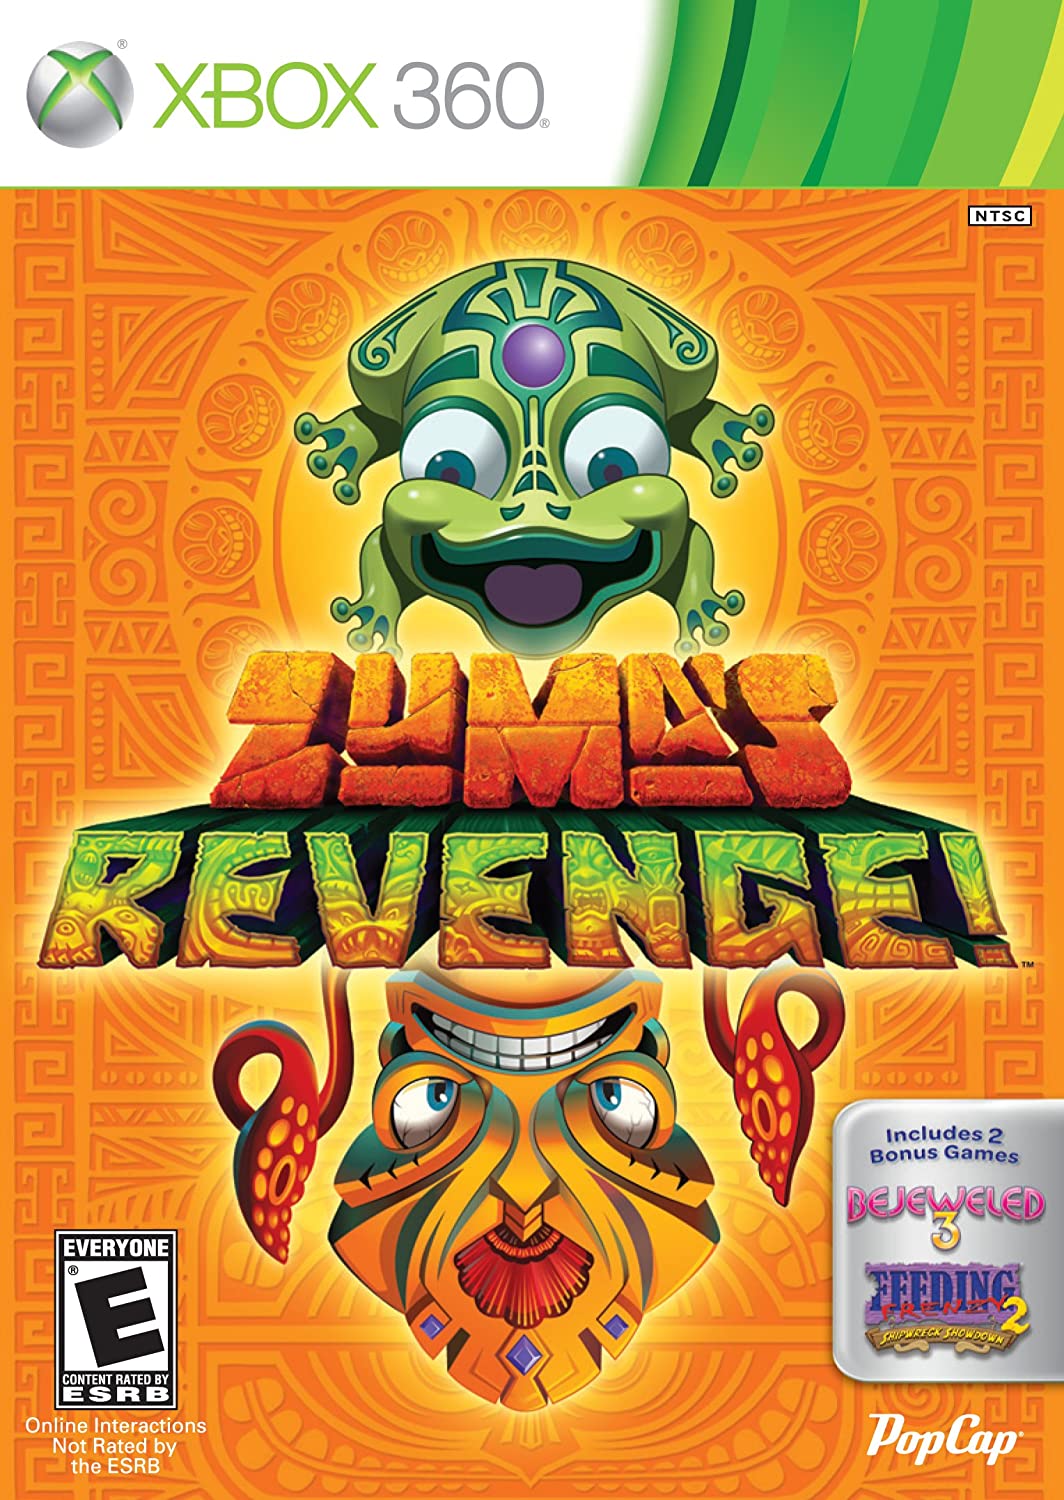 XBOX 360®
®
NTSC
ZUMA'S
REVENGE!™
Includes 2
Bonus Games
BEJEWELED
3
FEEDING
FRENZY 2
SHIPWRECK SHOWDOWN
EVERYONE
®
E
CONTENT RATED BY
ESRB
Online Interactions
Not Rated by
the ESRB
PopCap®